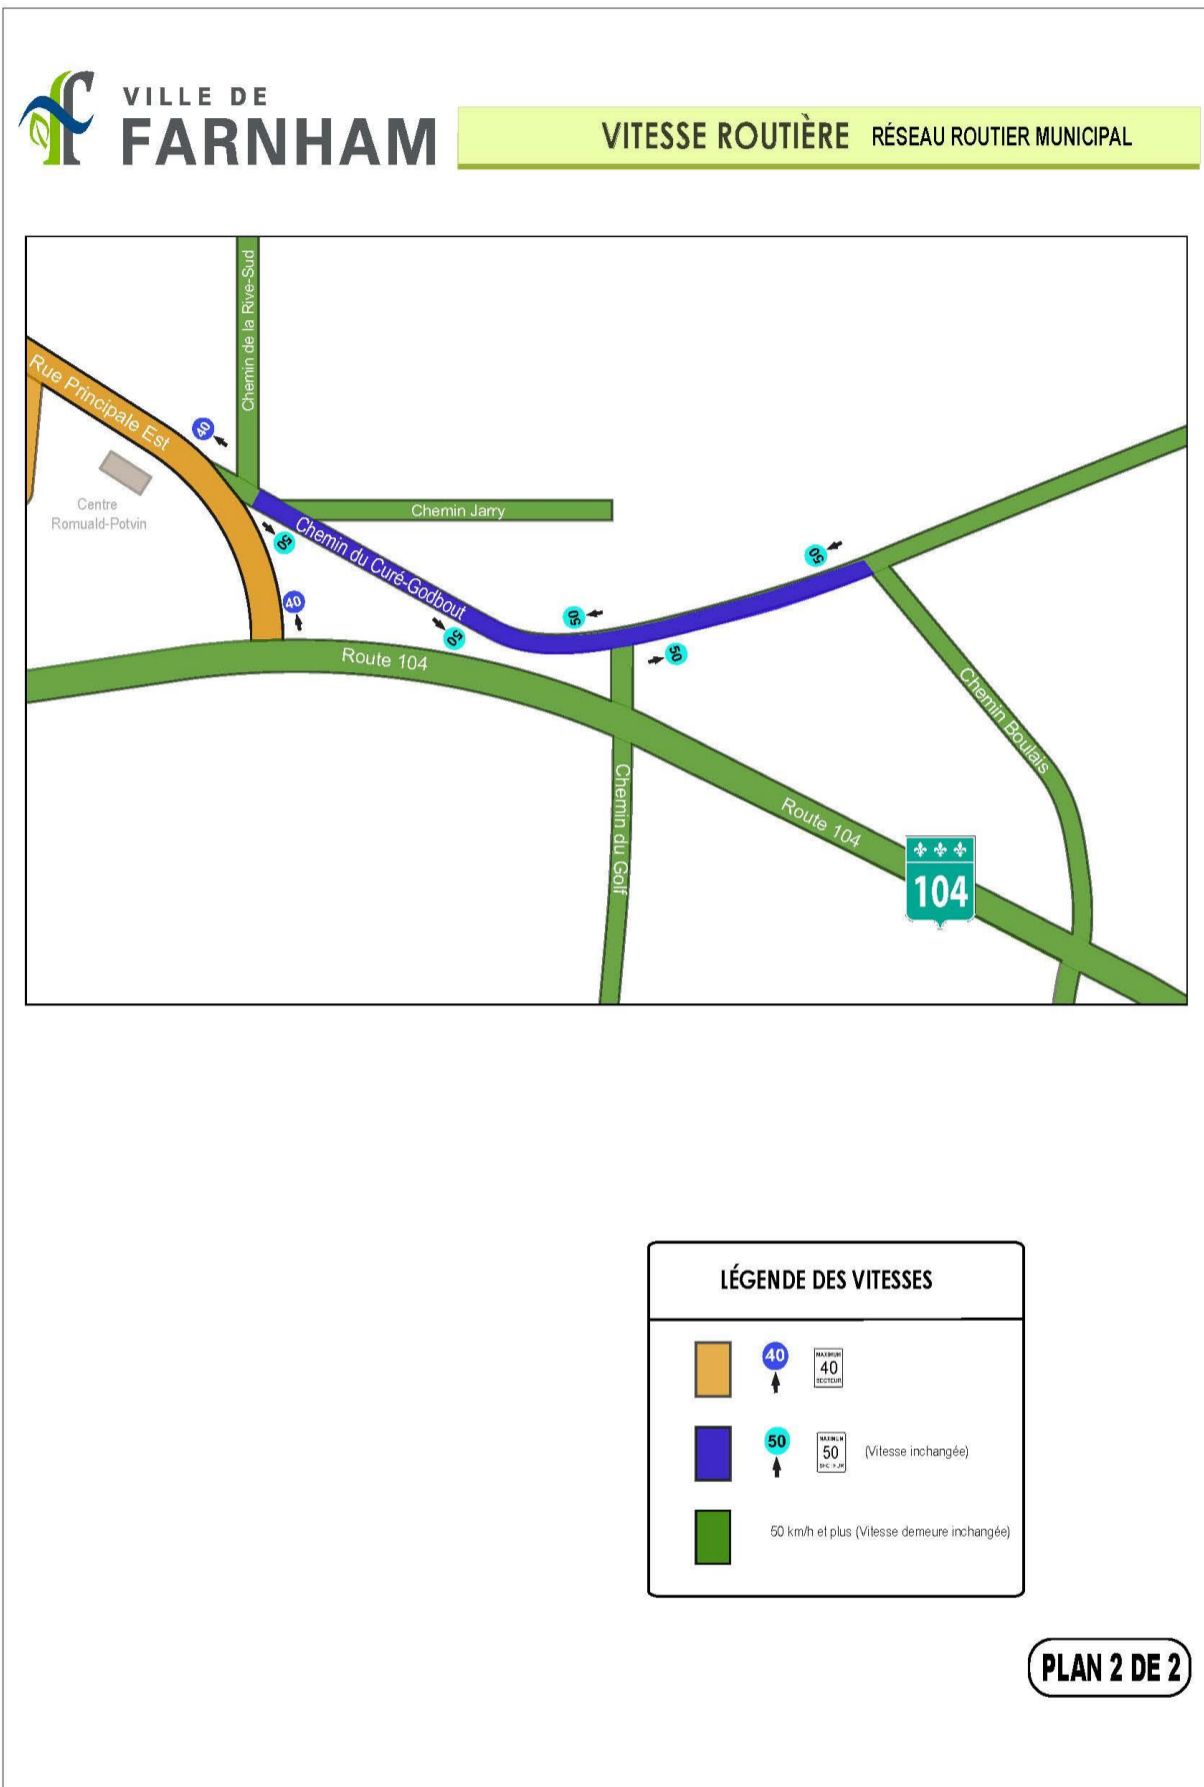 VILLE DE
FARNHAM
VITESSE ROUTIÈRE RÉSEAU ROUTIER MUNICIPAL
Chemin de la Rive-Sud
Rue Principale Est
40
Centre
Romuald-Potvin
Chemin Jarry
50
Chemin du Curé-Godbout
50
40
50
50
50
Route 104
Chemin Boulais
Chemin du Golf
Route 104
104
LÉGENDE DES VITESSES
40
MAXIMUM
40
SECTEUR
50
MAXIMUM
50
(Vitesse inchangée)
50 km/h et plus (Vitesse demeure inchangée)
PLAN 2 DE 2